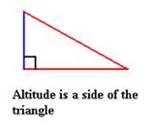 Altitude is a side of the
triangle